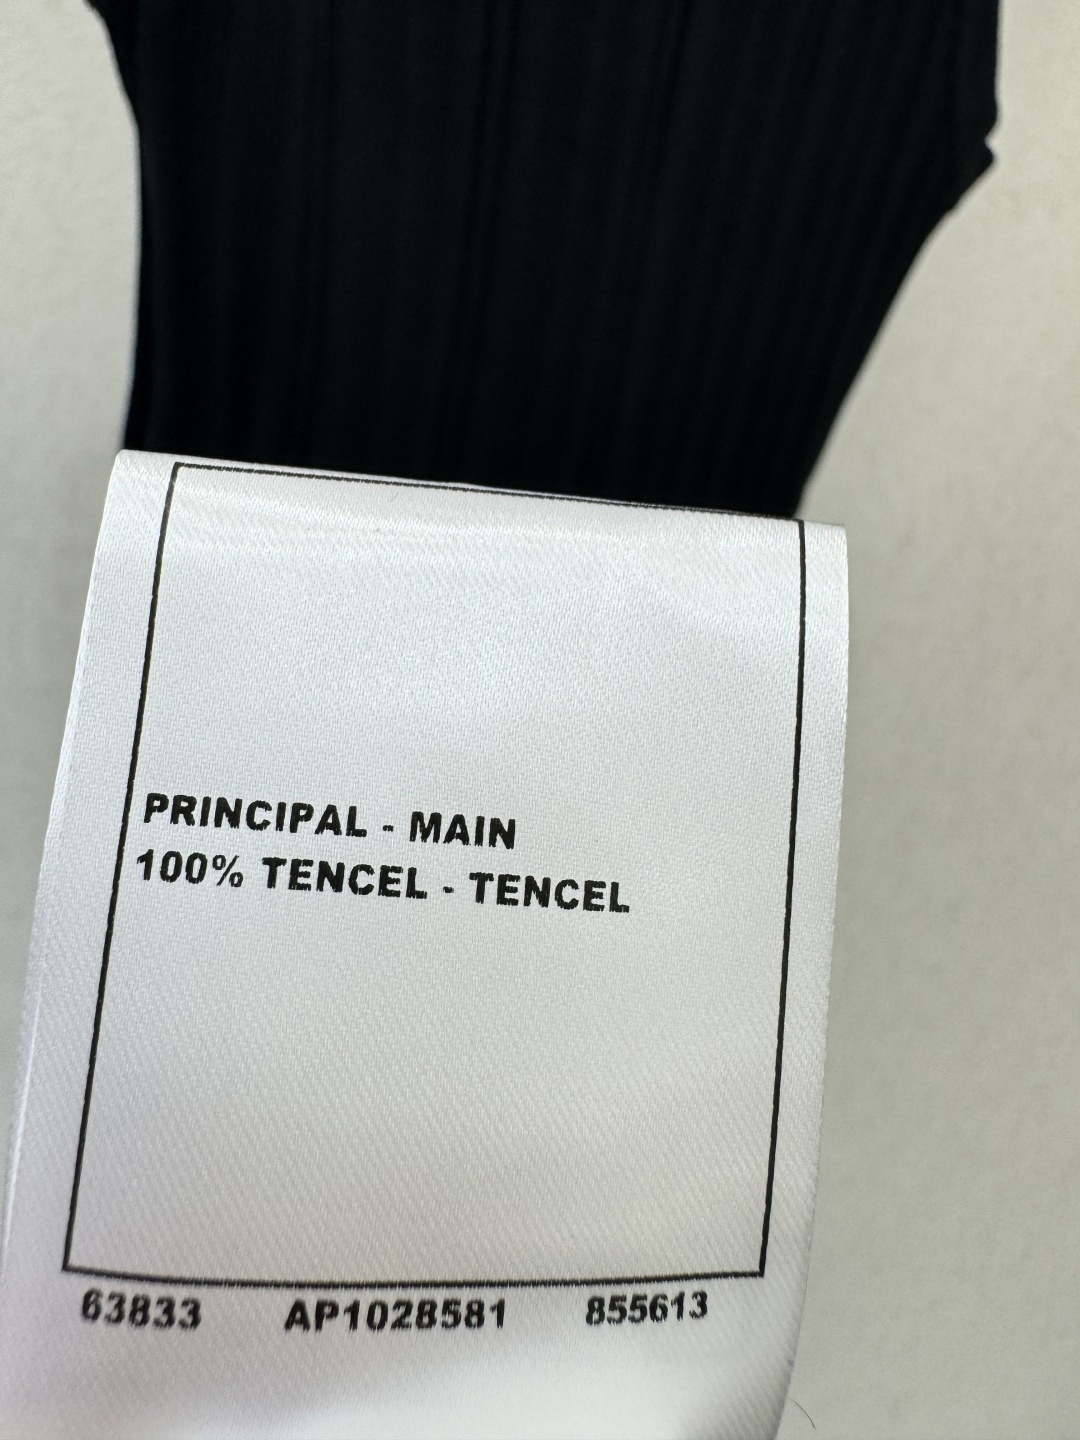 PRINCIPAL - MAIN
100% TENCEL - TENCEL
63833 AP1028581 855613